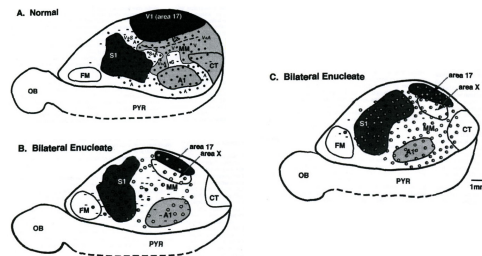 A. Normal
V1 (area 17)
S1
MM
CT
FM
A1
OB
PYR
B. Bilateral Enucleate
area 17
area X
S1
MM
CT
FM
A1
OB
PYR
C. Bilateral Enucleate
area 17
area X
S1
MM
CT
FM
A1
OB
PYR
1mm